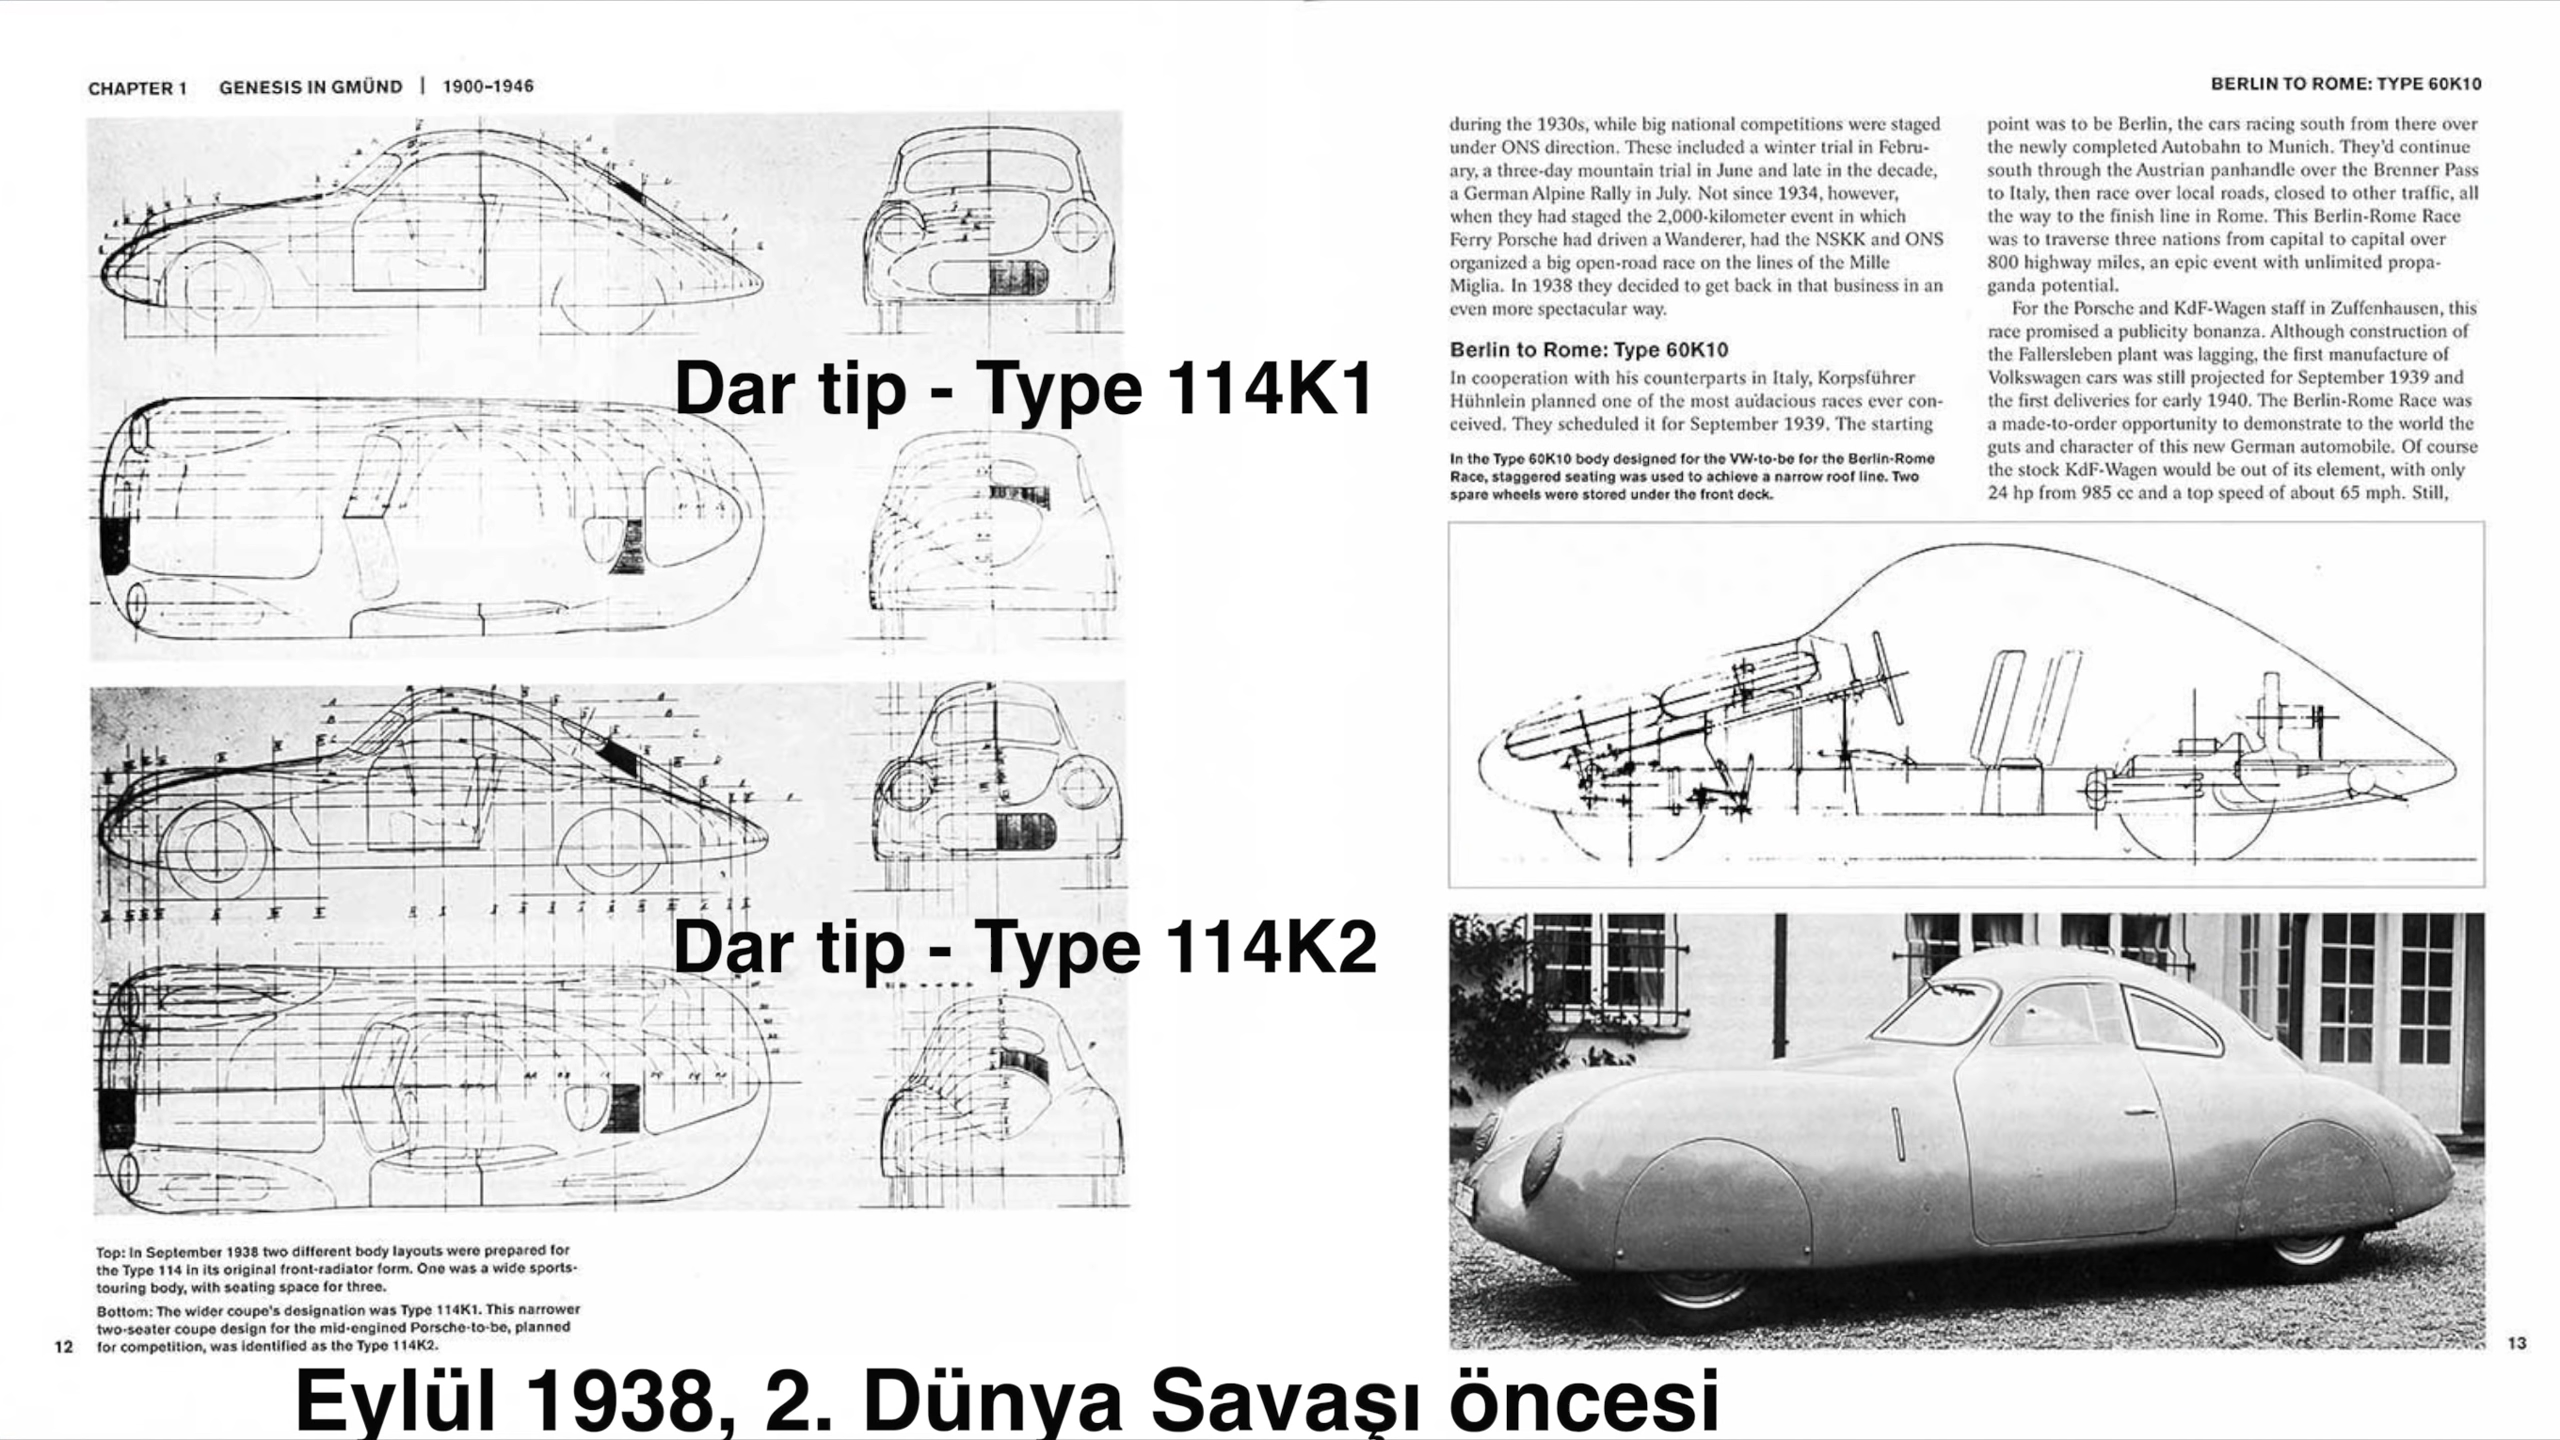 CHAPTER 1 GENESIS IN GMÜND | 1900–1946
Dar tip - Type 114K1
Dar tip - Type 114K2
Top: In September 1938 two different body layouts were prepared for
the Type 114 in its original front-radiator form. One was a wide sports-
touring body, with seating space for three.
Bottom: The wider coupe's designation was Type 114K1. This narrower
two-seater coupe design for the mid-engined Porsche-to-be, planned
for competition, was identified as the Type 114K2.
12
BERLIN TO ROME: TYPE 60K10
during the 1930s, while big national competitions were staged
under ONS direction. These included a winter trial in Febru-
ary, a three-day mountain trial in June and late in the decade,
a German Alpine Rally in July. Not since 1934, however,
when they had staged the 2,000-kilometer event in which
Ferry Porsche had driven a Wanderer, had the NSKK and ONS
organized a big open-road race on the lines of the Mille
Miglia. In 1938 they decided to get back in that business in an
even more spectacular way.
Berlin to Rome: Type 60K10
In cooperation with his counterparts in Italy, Korpsführer
Hühnlein planned one of the most audacious races ever con-
ceived. They scheduled it for September 1939. The starting
In the Type 60K10 body designed for the VW-to-be for the Berlin-Rome
Race, staggered seating was used to achieve a narrow roof line. Two
spare wheels were stored under the front deck.
point was to be Berlin, the cars racing south from there over
the newly completed Autobahn to Munich. They'd continue
south through the Austrian panhandle over the Brenner Pass
to Italy, then race over local roads, closed to other traffic, all
the way to the finish line in Rome. This Berlin-Rome Race
was to traverse three nations from capital to capital over
800 highway miles, an epic event with unlimited propa-
ganda potential.
For the Porsche and KdF-Wagen staff in Zuffenhausen, this
race promised a publicity bonanza. Although construction of
the Fallersleben plant was lagging, the first manufacture of
Volkswagen cars was still projected for September 1939 and
the first deliveries for early 1940. The Berlin-Rome Race was
a made-to-order opportunity to demonstrate to the world the
guts and character of this new German automobile. Of course
the stock KdF-Wagen would be out of its element, with only
24 hp from 985 cc and a top speed of about 65 mph. Still,
13
Eylül 1938, 2. Dünya Savaşı öncesi